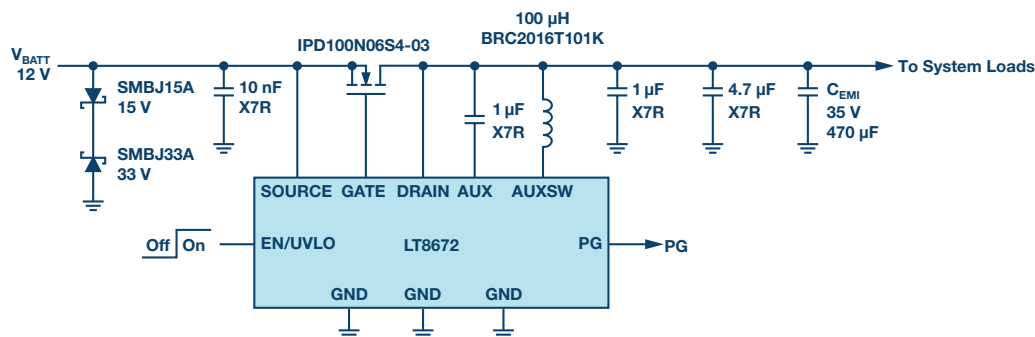 100 µH
BRC2016T101K
IPD100N06S4-03
V_BATT
12 V
To System Loads
SMBJ15A
15 V
10 nF
X7R
1 µF
X7R
1 µF
X7R
4.7 µF
X7R
C_EMI
35 V
470 µF
SMBJ33A
33 V
SOURCE GATE DRAIN AUX AUXSW
Off On
EN/UVLO
LT8672
PG
PG
GND GND GND